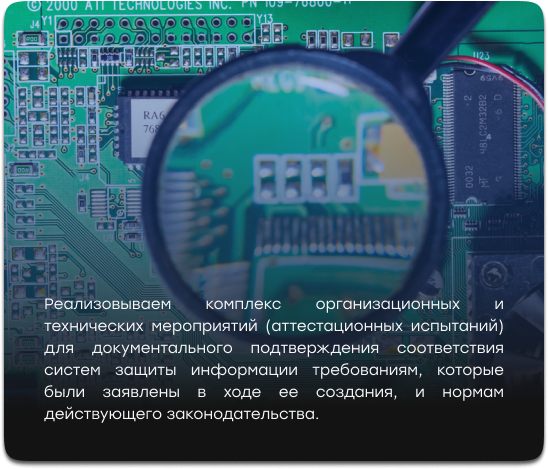 © 2000 ATI TECHNOLOGIES INC. PN 109-76800-11
J4 Y1
Y13
U23
RA6
768
Реализовываем комплекс организационных и
технических мероприятий (аттестационных испытаний)
для документального подтверждения соответствия
систем защиты информации требованиям, которые
были заявлены в ходе ее создания, и нормам
действующего законодательства.